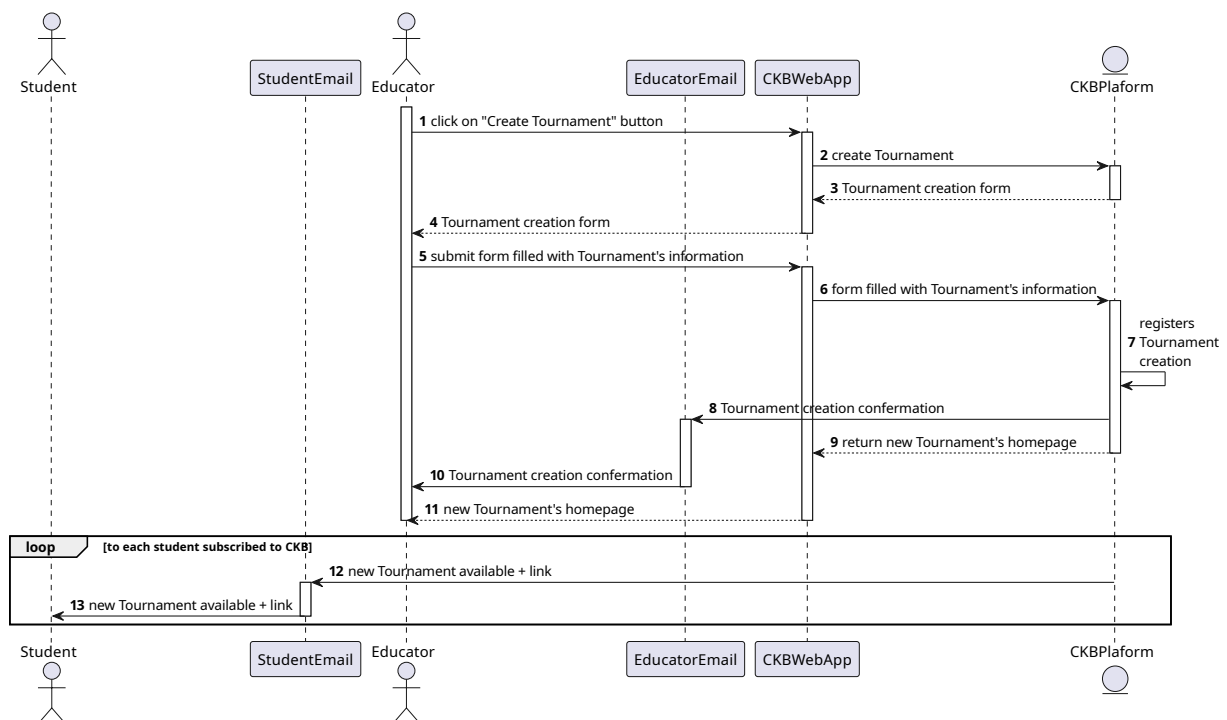 Student
StudentEmail
Educator
EducatorEmail
CKBWebApp
CKBPlaform
1 click on "Create Tournament" button
2 create Tournament
3 Tournament creation form
4 Tournament creation form
5 submit form filled with Tournament's information
6 form filled with Tournament's information
registers
7 Tournament
creation
8 Tournament creation confermation
9 return new Tournament's homepage
10 Tournament creation confermation
11 new Tournament's homepage
loop [to each student subscribed to CKB]
12 new Tournament available + link
13 new Tournament available + link
Student
StudentEmail
Educator
EducatorEmail
CKBWebApp
CKBPlaform